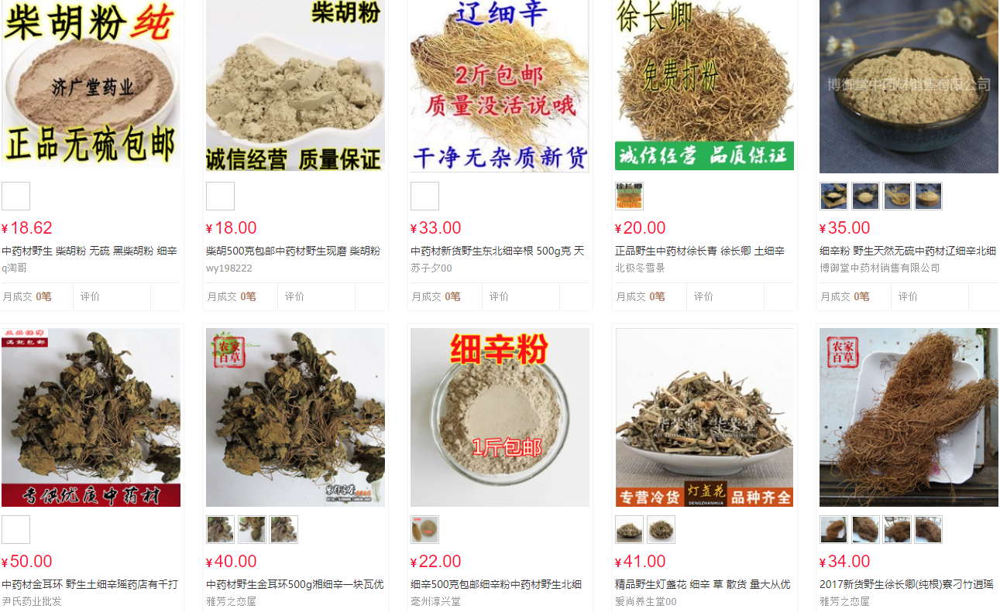 柴胡粉纯
济广堂药业
正品无硫包邮
柴胡粉
诚信经营 质量保证
辽细辛
2斤包邮
质量没活说哦
干净无杂质新货
徐长卿
免费打粉
诚信经营 品质保证
博御堂中药材销售有限公司
徐长卿
¥18.62
¥18.00
¥33.00
¥20.00
¥35.00
中药材野生 柴胡粉 无硫 黑柴胡粉 细辛
柴胡500克包邮中药材野生现磨 柴胡粉
中药材新货野生东北细辛根 500g克 天
正品野生中药材徐长青 徐长卿 土细辛
细辛粉 野生天然无硫中药材辽细辛北细
q淘哥
wy198222
苏子夕00
北极冬雪景
博御堂中药材销售有限公司
月成交 0笔 评价
月成交 0笔 评价
月成交 0笔 评价
月成交 0笔 评价
月成交 0笔 评价
正品保障
满就包邮
专供优质中药材
农家
百草
细辛粉
1斤包邮
华荣堂 华荣堂
HUARONGTANG HUARONGTANG
专营冷货 灯盏花 品种齐全
DENGZHANHUA
农家
百草
¥50.00
¥40.00
¥22.00
¥41.00
¥34.00
中药材金耳环 野生土细辛瑶药店有千打
中药材野生金耳环500g湘细辛一块瓦优
细辛500克包邮细辛粉中药材野生北细
精品野生灯盏花 细辛 草 散货 量大从优
2017新货野生徐长卿(纯根)寮刁竹逍瑶
尹氏药业批发
雅芳之恋屋
亳州淳兴堂
爱尚养生堂00
雅芳之恋屋